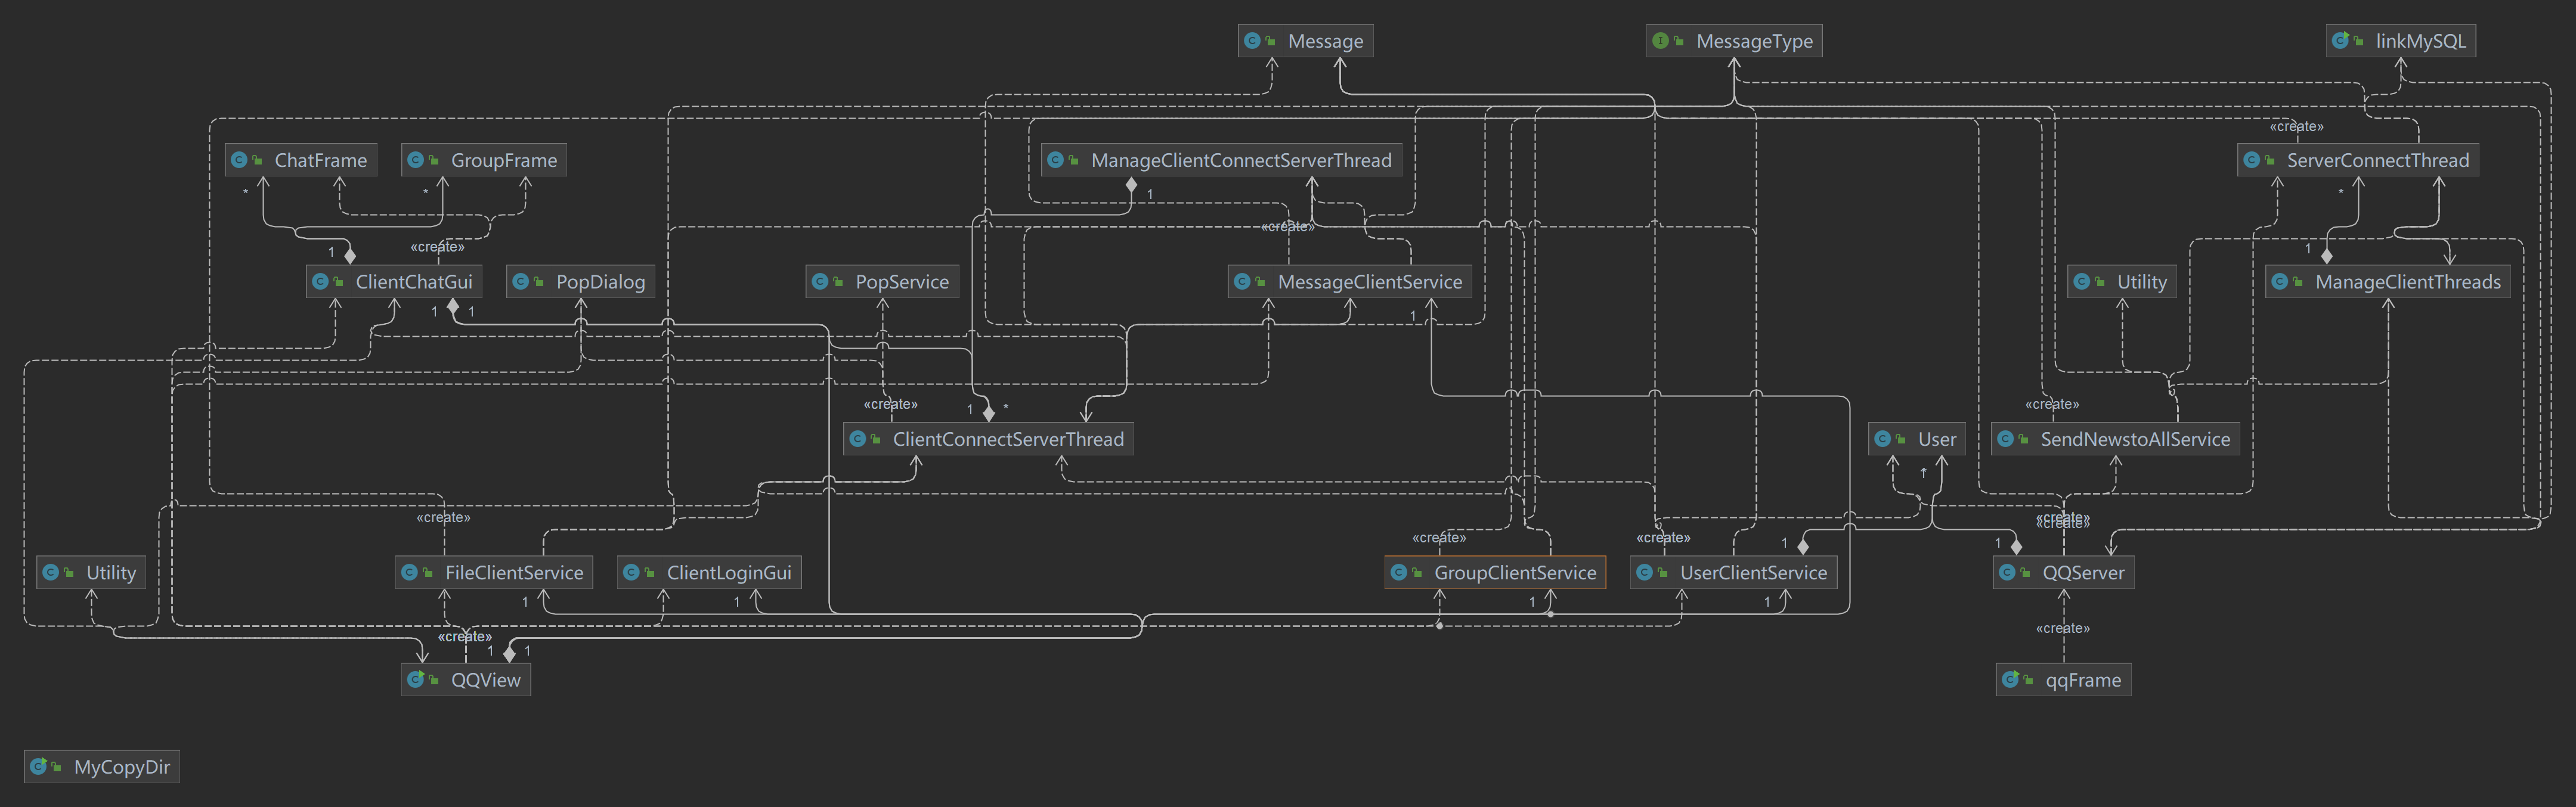 Message
MessageType
linkMySQL
«create»
ChatFrame
GroupFrame
ManageClientConnectServerThread
ServerConnectThread
*
*
1
*
1
«create»
«create»
1
ClientChatGui
PopDialog
PopService
MessageClientService
Utility
ManageClientThreads
1
1
1
«create»
1
*
«create»
ClientConnectServerThread
User
SendNewstoAllService
«create»
«create»
«create»
«create»
«create»
1
1
Utility
FileClientService
ClientLoginGui
GroupClientService
UserClientService
QQServer
1
1
1
1
«create»
1
1
«create»
QQView
qqFrame
MyCopyDir